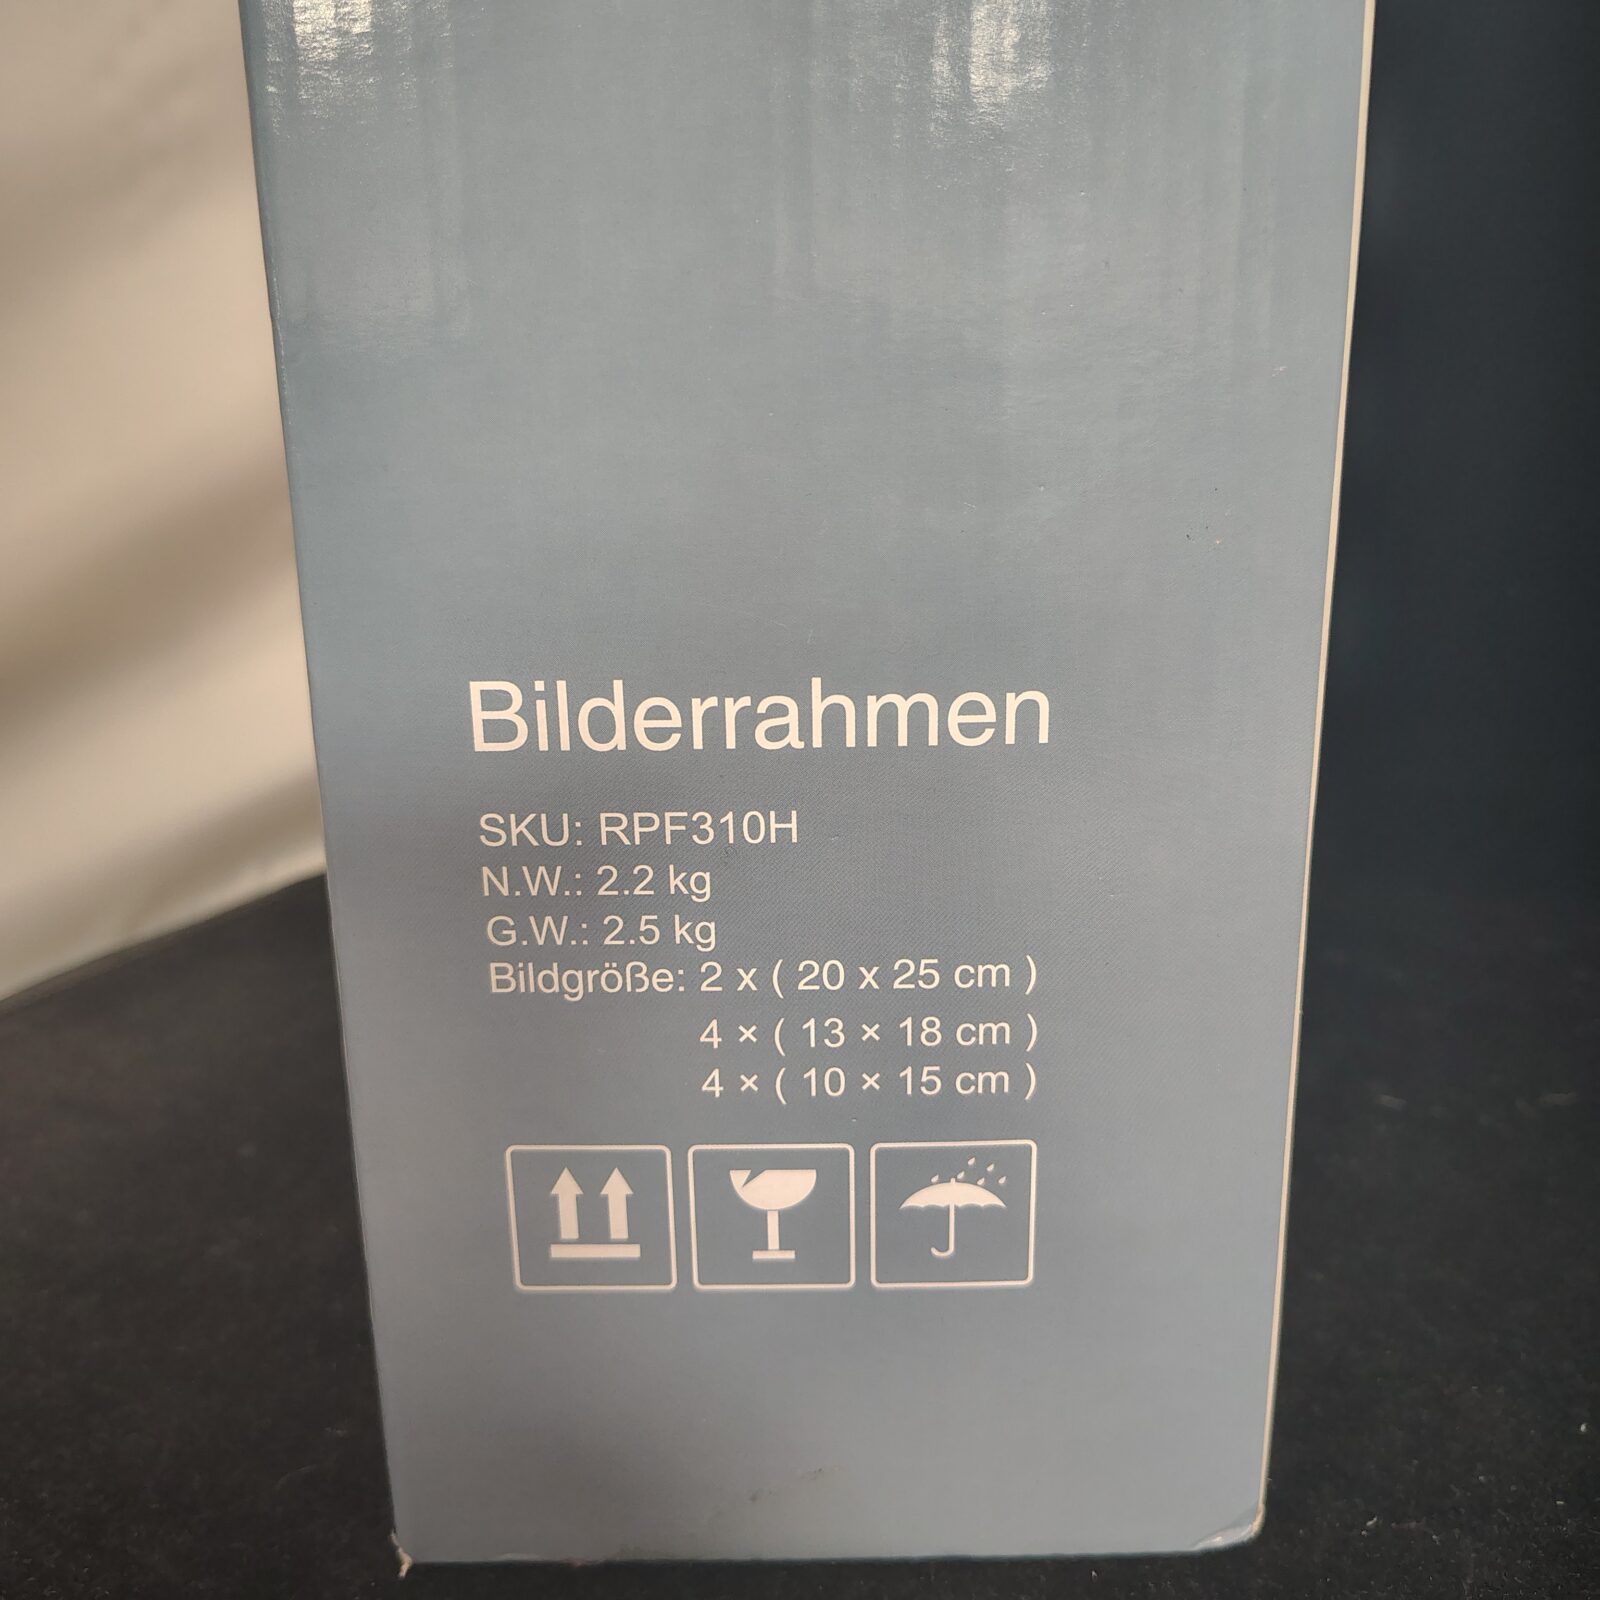 Bilderrahmen
SKU: RPF310H
N.W.: 2.2 kg
G.W.: 2.5 kg
Bildgröße: 2 x ( 20 x 25 cm )
4 × ( 13 × 18 cm )
4 × ( 10 × 15 cm )